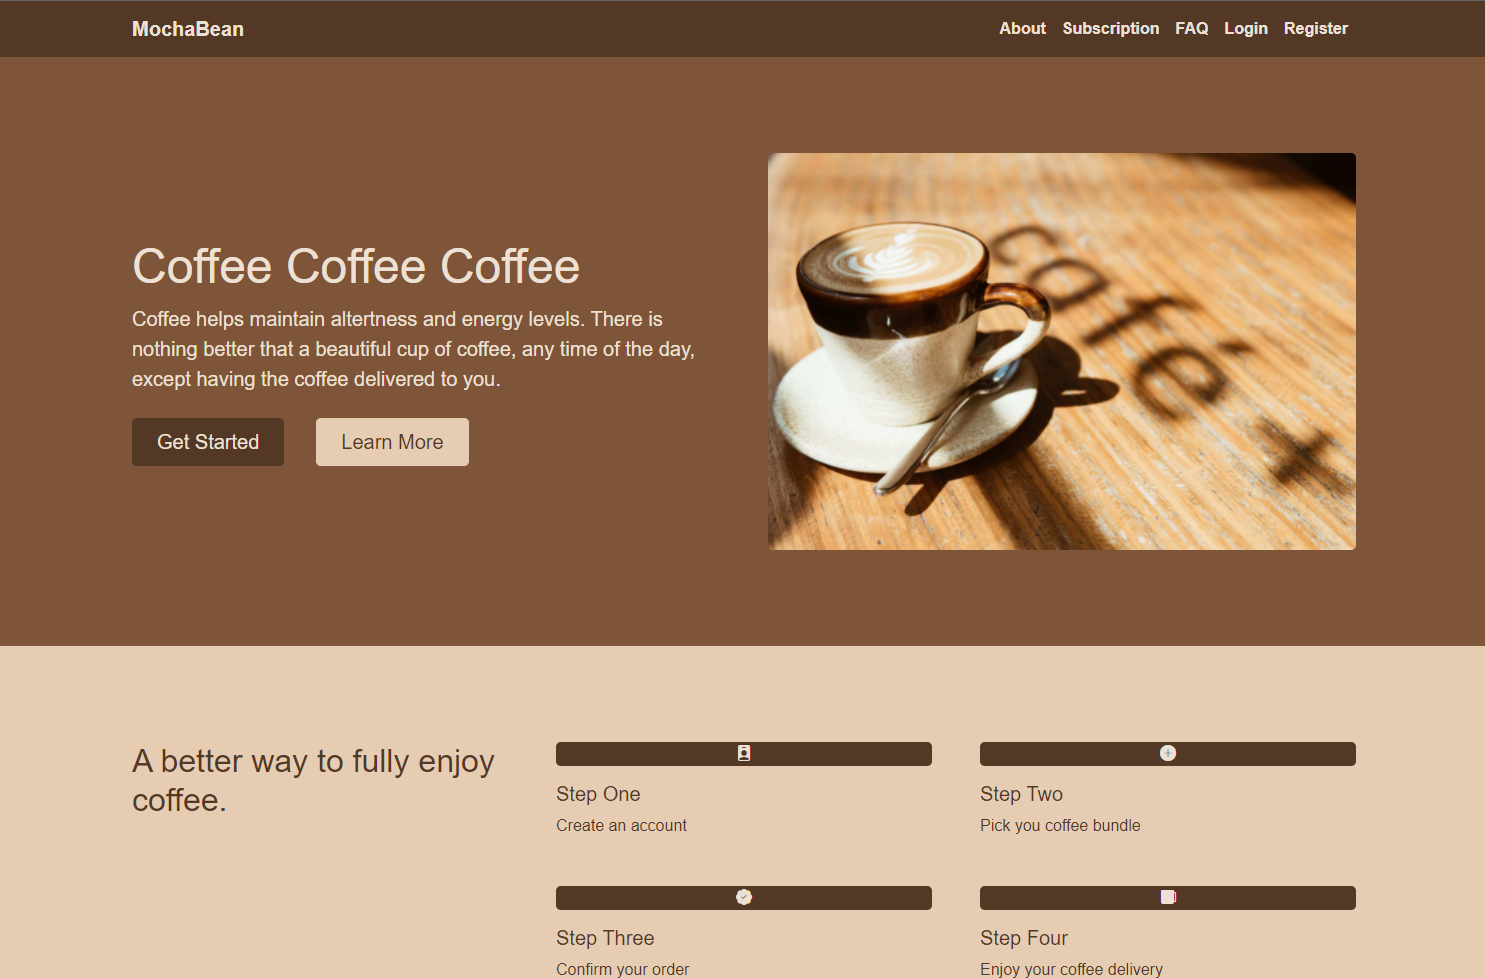 MochaBean
About Subscription FAQ Login Register
Coffee Coffee Coffee
Coffee helps maintain altertness and energy levels. There is
nothing better that a beautiful cup of coffee, any time of the day,
except having the coffee delivered to you.
Get Started Learn More
café
A better way to fully enjoy
coffee.
Step One
Create an account
Step Two
Pick you coffee bundle
Step Three
Confirm your order
Step Four
Enjoy your coffee delivery